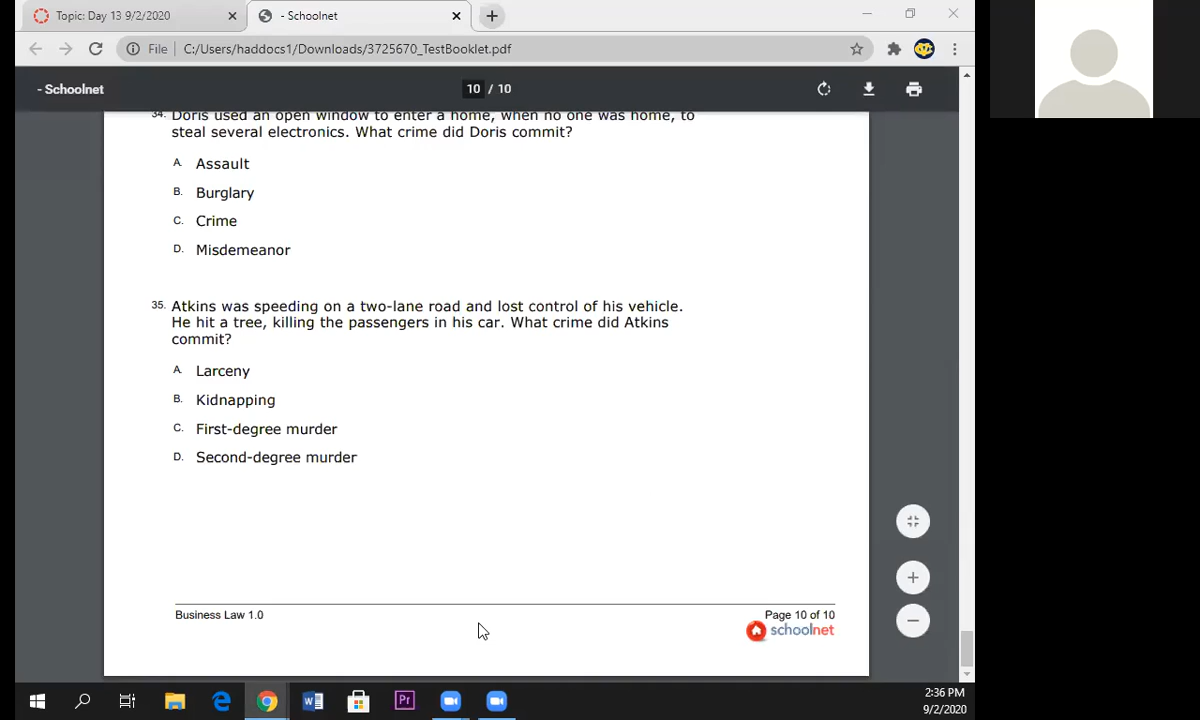 Topic: Day 13 9/2/2020
- Schoolnet
File
C:/Users/haddocs1/Downloads/3725670_TestBooklet.pdf
- Schoolnet
10 / 10
34. Doris used an open window to enter a home, when no one was home, to
steal several electronics. What crime did Doris commit?
A. Assault
B. Burglary
C. Crime
D. Misdemeanor
35. Atkins was speeding on a two-lane road and lost control of his vehicle.
He hit a tree, killing the passengers in his car. What crime did Atkins
commit?
A. Larceny
B. Kidnapping
C. First-degree murder
D. Second-degree murder
Business Law 1.0
Page 10 of 10
schoolnet
W
Pr
2:36 PM
9/2/2020